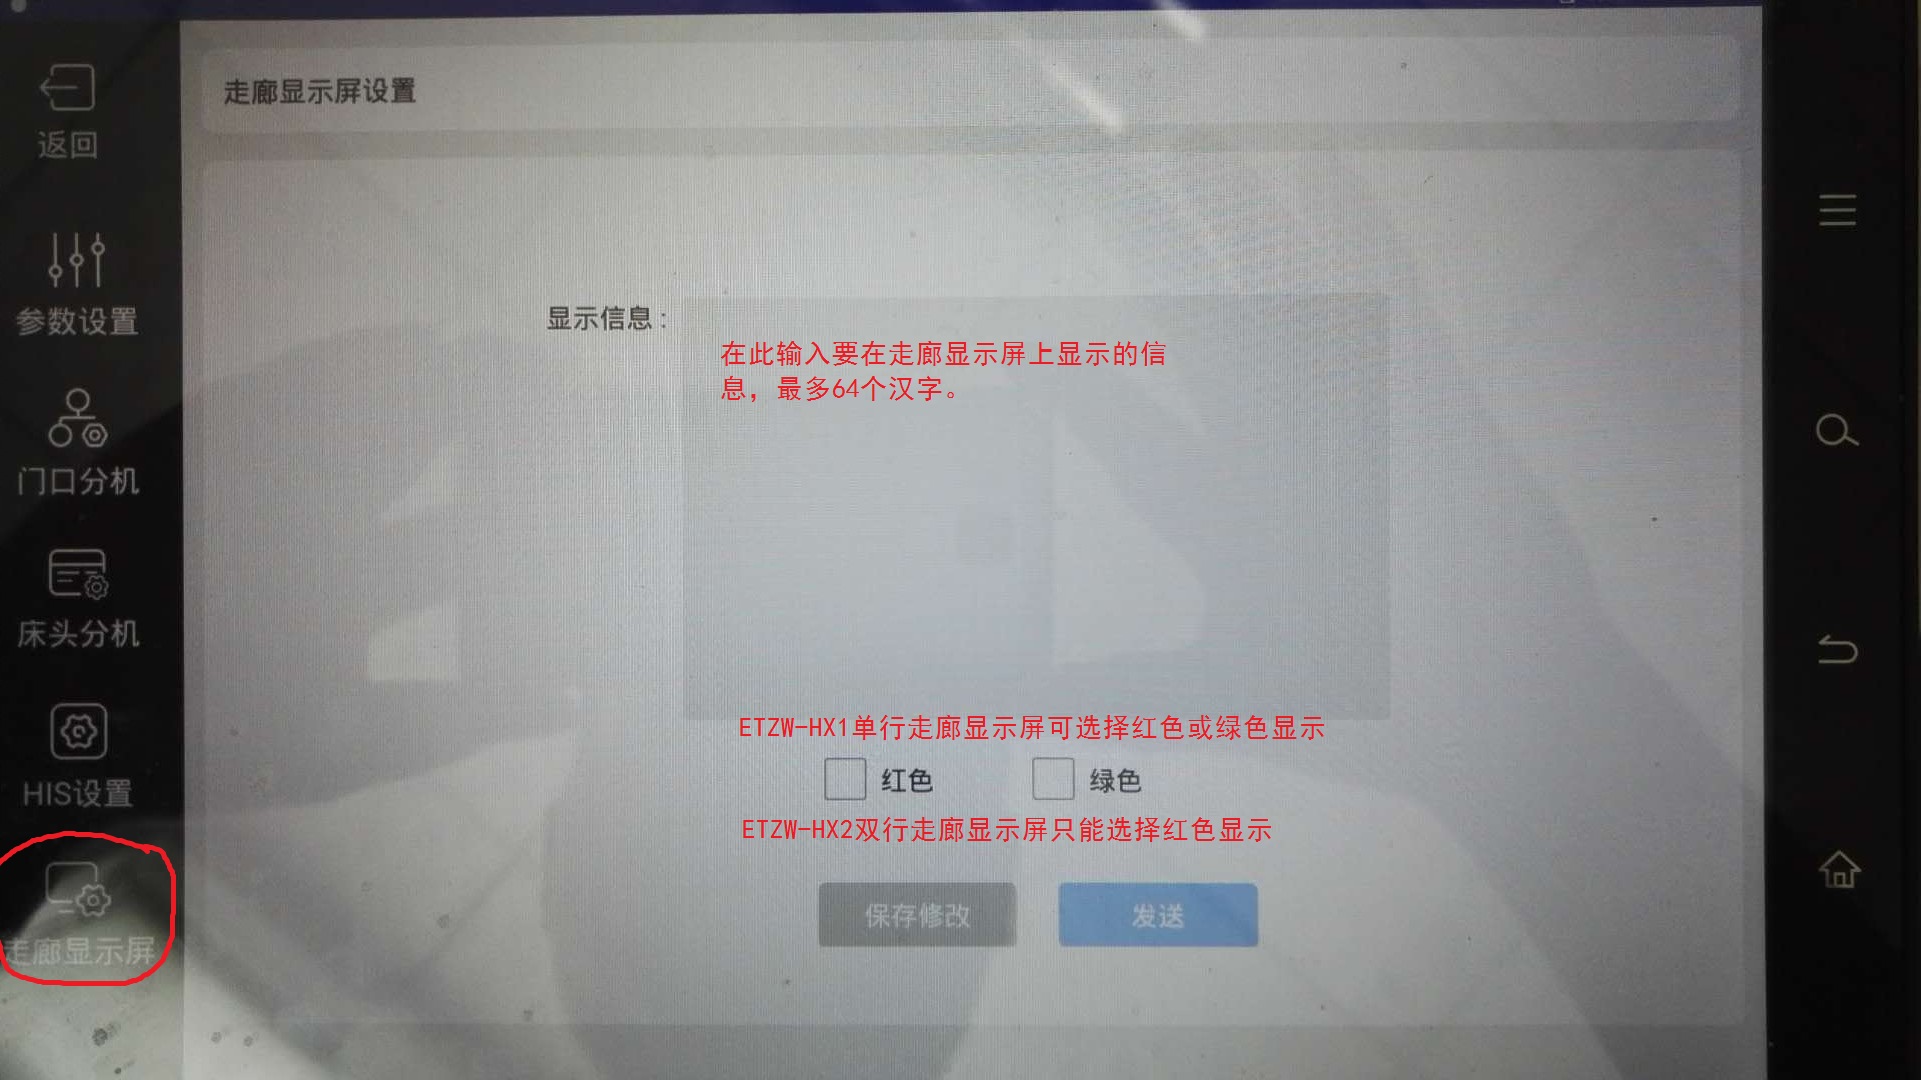 走廊显示屏设置
返回
参数设置
门口分机
床头分机
HIS设置
走廊显示屏
显示信息:
在此输入要在走廊显示屏上显示的信
息，最多64个汉字。
ETZW-HX1单行走廊显示屏可选择红色或绿色显示
红色
绿色
ETZW-HX2双行走廊显示屏只能选择红色显示
保存修改
发送